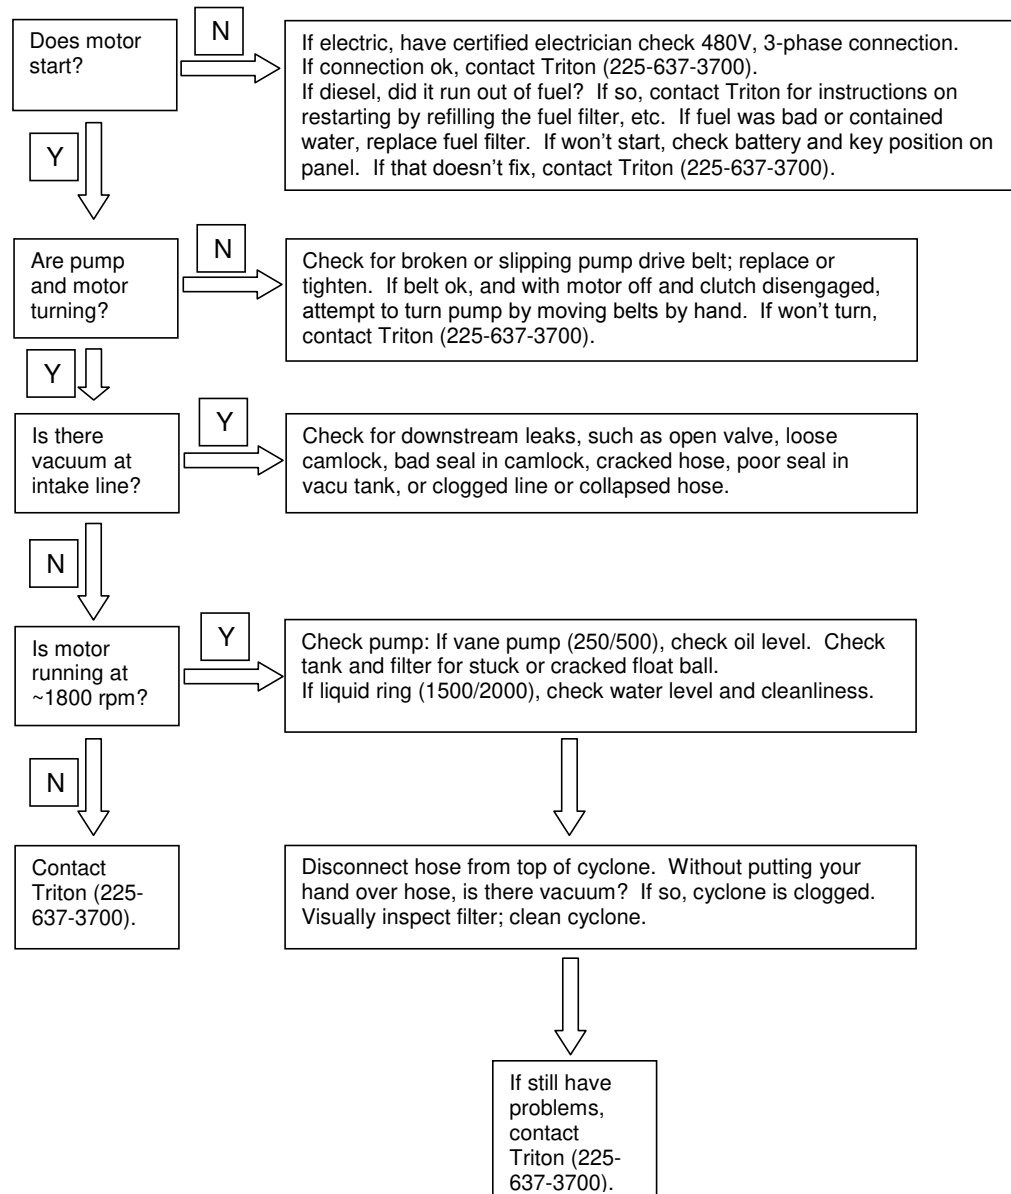 Does motor
start?
N
If electric, have certified electrician check 480V, 3-phase connection.
If connection ok, contact Triton (225-637-3700).
If diesel, did it run out of fuel?  If so, contact Triton for instructions on
restarting by refilling the fuel filter, etc.  If fuel was bad or contained
water, replace fuel filter.  If won't start, check battery and key position on
panel.  If that doesn't fix, contact Triton (225-637-3700).
Y
Are pump
and motor
turning?
N
Check for broken or slipping pump drive belt; replace or
tighten.  If belt ok, and with motor off and clutch disengaged,
attempt to turn pump by moving belts by hand.  If won't turn,
contact Triton (225-637-3700).
Y
Is there
vacuum at
intake line?
Y
Check for downstream leaks, such as open valve, loose
camlock, bad seal in camlock, cracked hose, poor seal in
vacu tank, or clogged line or collapsed hose.
N
Is motor
running at
~1800 rpm?
Y
Check pump: If vane pump (250/500), check oil level.  Check
tank and filter for stuck or cracked float ball.
If liquid ring (1500/2000), check water level and cleanliness.
N
Contact
Triton (225-
637-3700).
Disconnect hose from top of cyclone.  Without putting your
hand over hose, is there vacuum?  If so, cyclone is clogged.
Visually inspect filter; clean cyclone.
If still have
problems,
contact
Triton (225-
637-3700).